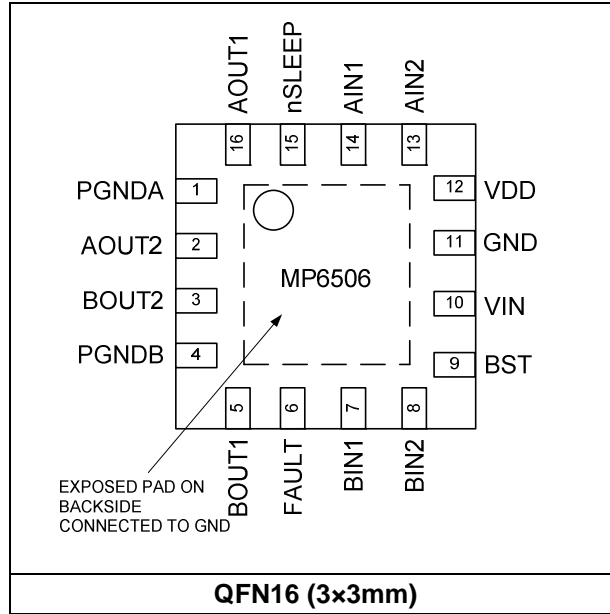 AOUT1
nSLEEP
AIN1
AIN2
16
15
14
13
PGNDA
1
12
VDD
AOUT2
2
11
GND
BOUT2
3
MP6506
10
VIN
PGNDB
4
9
BST
5
6
7
8
BOUT1
FAULT
BIN1
BIN2
EXPOSED PAD ON
BACKSIDE
CONNECTED TO GND
QFN16 (3×3mm)